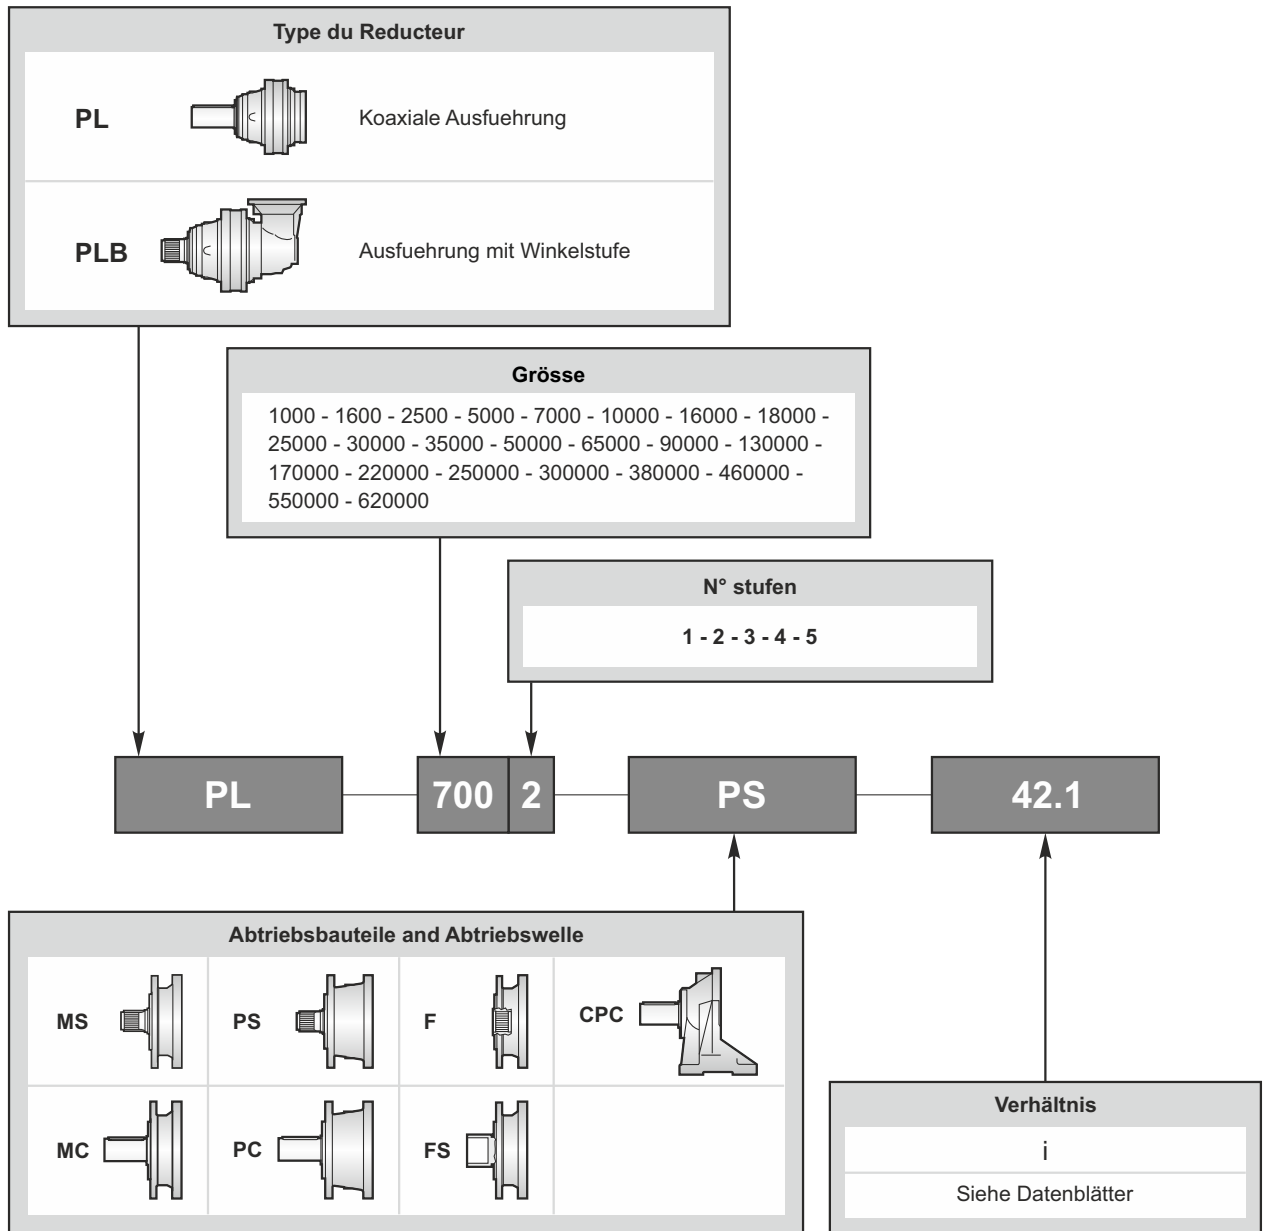 Type du Reducteur
PL
Koaxiale Ausfuehrung
PLB
Ausfuehrung mit Winkelstufe
Grösse
1000 - 1600 - 2500 - 5000 - 7000 - 10000 - 16000 - 18000 -
25000 - 30000 - 35000 - 50000 - 65000 - 90000 - 130000 -
170000 - 220000 - 250000 - 300000 - 380000 - 460000 -
550000 - 620000
N° stufen
1 - 2 - 3 - 4 - 5
PL
700
2
PS
42.1
Abtriebsbauteile and Abtriebswelle
MS
PS
F
CPC
MC
PC
FS
Verhältnis
i
Siehe Datenblätter